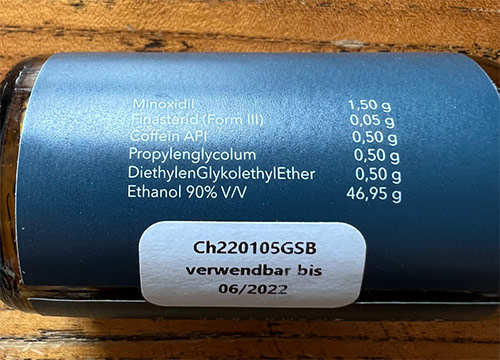 Minoxidil 1,50 g
Finasterid (Form III) 0,05 g
Coffein API 0,50 g
Propylenglycolum 0,50 g
DiethylenGlykolethylEther 0,50 g
Ethanol 90% V/V 46,95 g
Ch220105GSB
verwendbar bis
06/2022